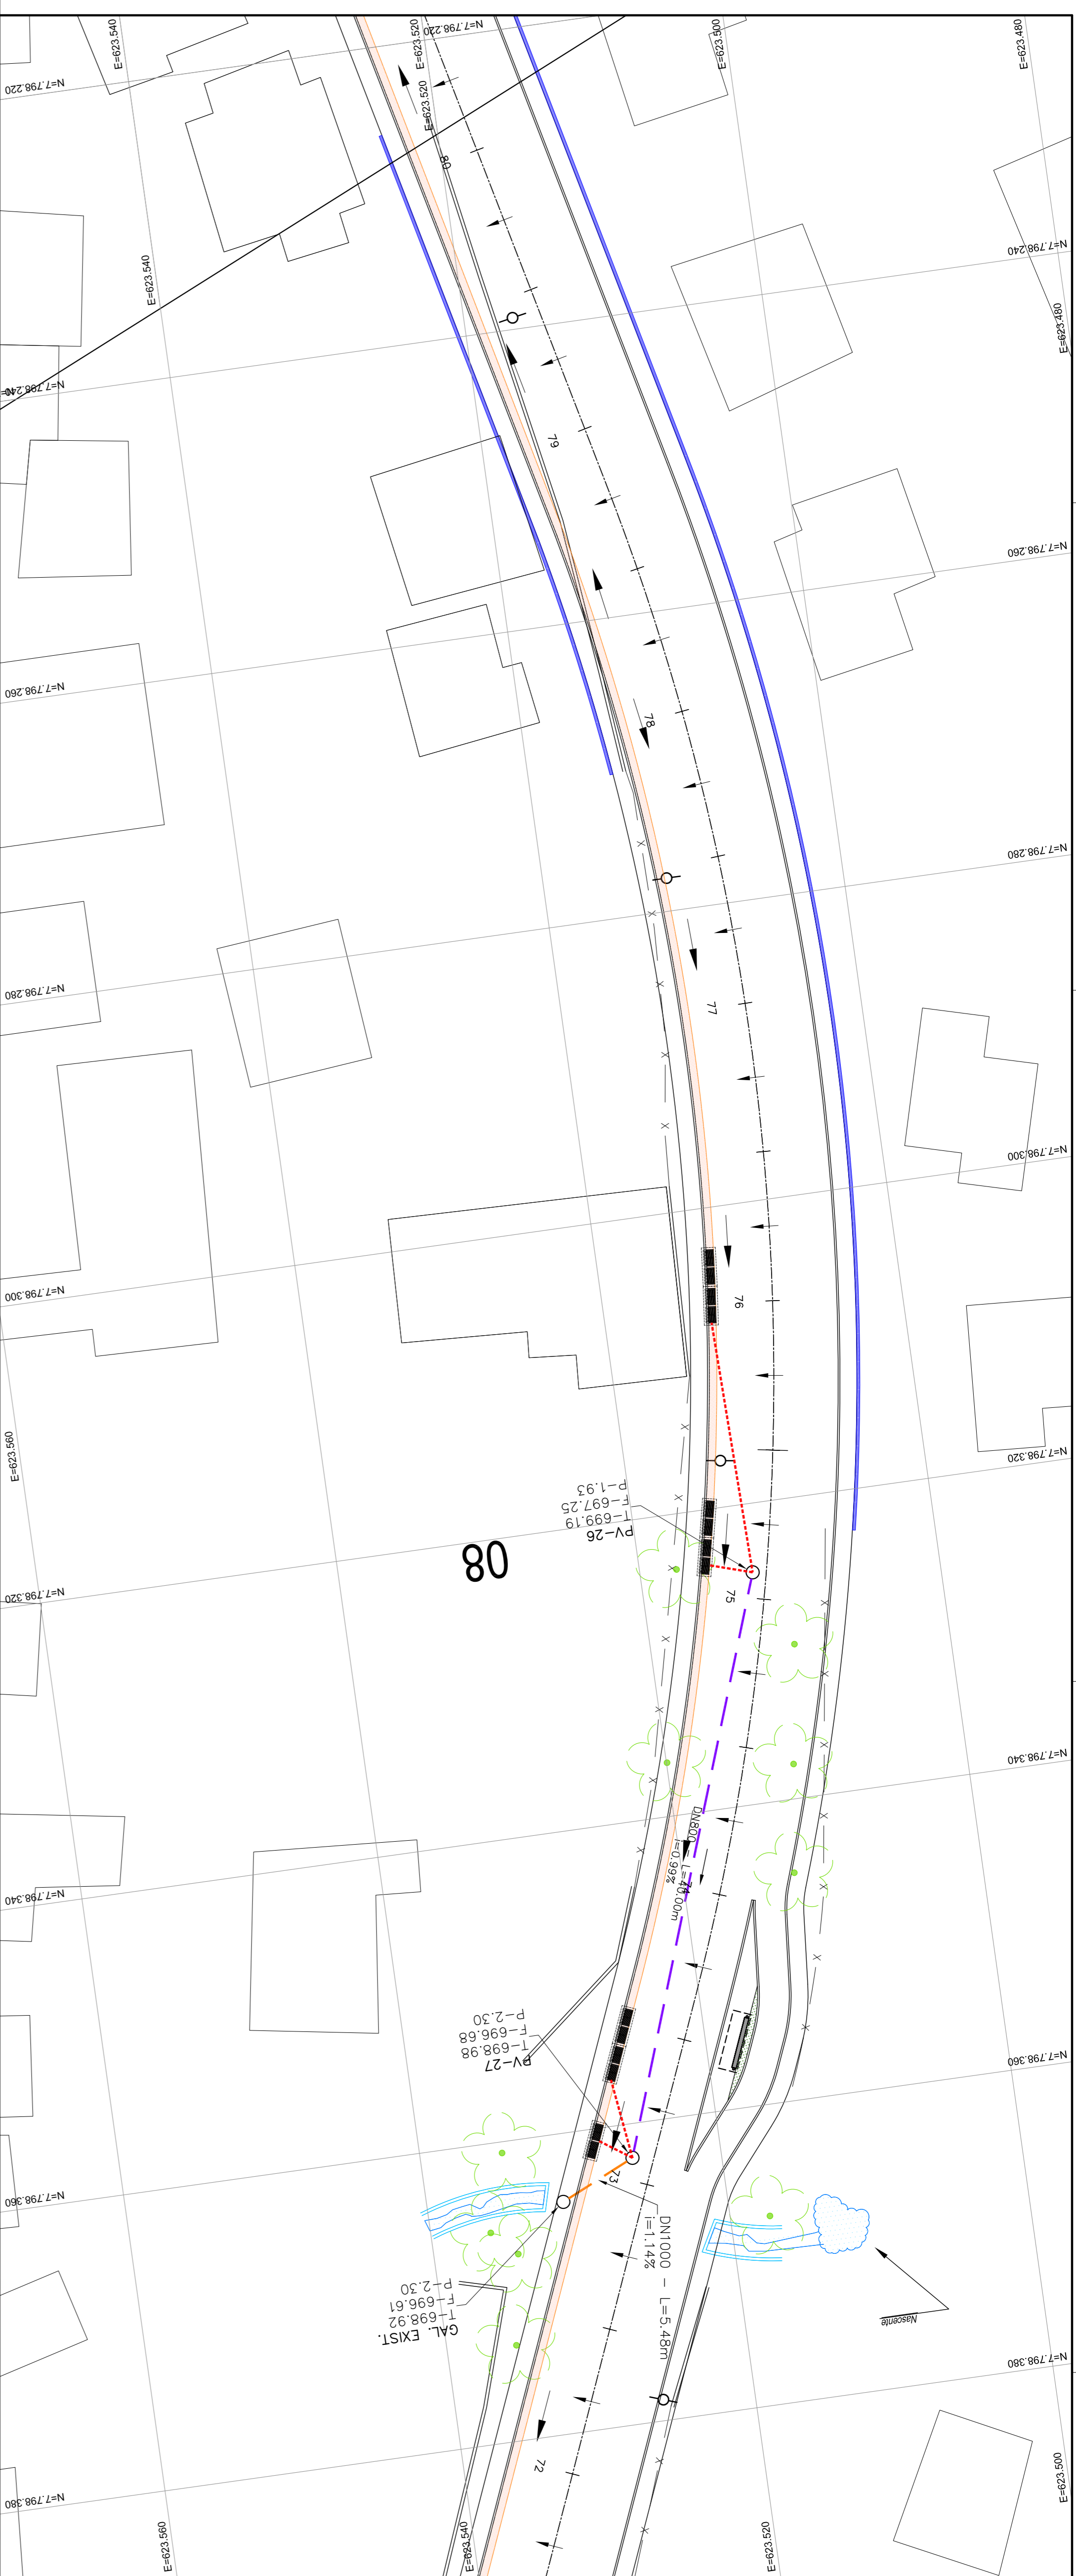 E=623.540
E=623.520
N=7.798.220
E=623.500
E=623.480
N=7.798.220
E=623.520
80
N=7.798.240
E=623.540
E=623.480
N=7.798.240
79
N=7.798.260
N=7.798.260
78
N=7.798.280
N=7.798.280
77
N=7.798.300
N=7.798.300
76
E=623.560
N=7.798.320
PV-26
T-699.19
F-697.25
P-1.93
80
N=7.798.320
75
N=7.798.340
DN800 - L=40.00m
i=0.99%
74
N=7.798.340
PV-27
T-698.98
F-696.68
P-2.30
N=7.798.360
73
N=7.798.360
DN1000 - L=5.48m
i=1.14%
GAL. EXIST.
T-698.92
F-696.61
P-2.30
Nascente
N=7.798.380
72
N=7.798.380
E=623.500
E=623.560
E=623.540
E=623.520